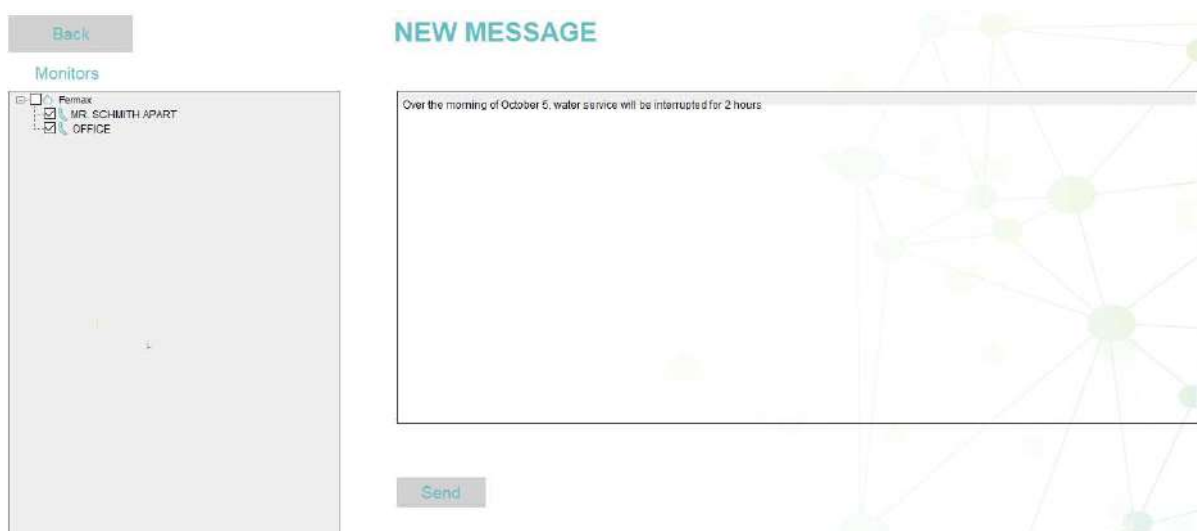 Back
NEW MESSAGE
Monitors
Fermax
MR. SCHMITH APART
OFFICE
Over the morning of October 5, water service will be interrupted for 2 hours
Send